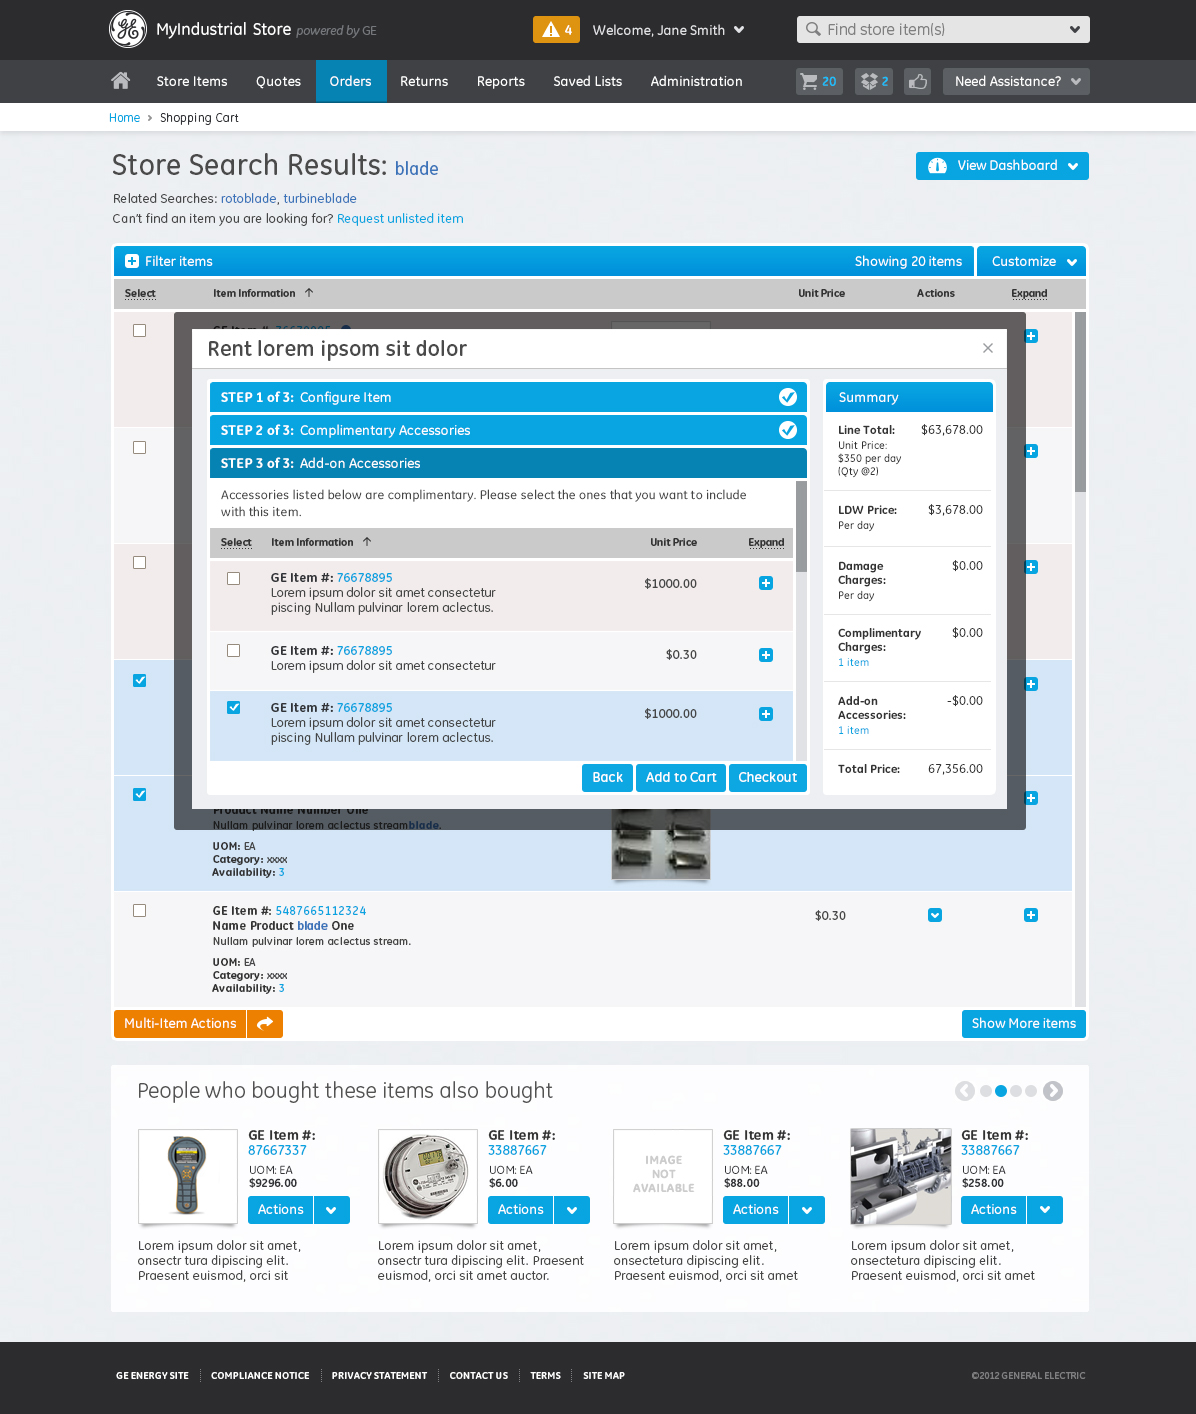 MyIndustrial Store powered by GE
4
Welcome, Jane Smith
Find store item(s)
Store Items
Quotes
Orders
Returns
Reports
Saved Lists
Administration
20
2
Need Assistance?
Home
Shopping Cart
Store Search Results: blade
View Dashboard
Related Searches: rotoblade, turbineblade
Can't find an item you are looking for? Request unlisted item
Filter items
Showing 20 items
Customize
Select
Item Information
Unit Price
Actions
Expand
GE Item #: 76678895
Rent lorem ipsom sit dolor
STEP 1 of 3: Configure Item
STEP 2 of 3: Complimentary Accessories
STEP 3 of 3: Add-on Accessories
Accessories listed below are complimentary. Please select the ones that you want to include
with this item.
Select
Item Information
Unit Price
Expand
GE Item #: 76678895
Lorem ipsum dolor sit amet consectetur
piscing Nullam pulvinar lorem aclectus.
$1000.00
GE Item #: 76678895
Lorem ipsum dolor sit amet consectetur
$0.30
GE Item #: 76678895
Lorem ipsum dolor sit amet consectetur
piscing Nullam pulvinar lorem aclectus.
$1000.00
Back
Add to Cart
Checkout
Summary
Line Total:
$63,678.00
Unit Price:
$350 per day
(Qty @2)
LDW Price:
$3,678.00
Per day
Damage
Charges:
$0.00
Per day
Complimentary
Charges:
$0.00
1 item
Add-on
Accessories:
-$0.00
1 item
Total Price:
67,356.00
Product Name Number One
Nullam pulvinar lorem aclectus streamblade.
UOM: EA
Category: xxxx
Availability: 3
GE Item #: 5487665112324
Name Product blade One
Nullam pulvinar lorem aclectus stream.
$0.30
UOM: EA
Category: xxxx
Availability: 3
Multi-Item Actions
Show More items
People who bought these items also bought
GE Item #:
87667337
UOM: EA
$9296.00
Actions
Lorem ipsum dolor sit amet,
onsectr tura dipiscing elit.
Praesent euismod, orci sit
GE Item #:
33887667
UOM: EA
$6.00
Actions
Lorem ipsum dolor sit amet,
onsectr tura dipiscing elit. Praesent
euismod, orci sit amet auctor.
IMAGE
NOT
AVAILABLE
GE Item #:
33887667
UOM: EA
$88.00
Actions
Lorem ipsum dolor sit amet,
onsectetura dipiscing elit.
Praesent euismod, orci sit amet
GE Item #:
33887667
UOM: EA
$258.00
Actions
Lorem ipsum dolor sit amet,
onsectetura dipiscing elit.
Praesent euismod, orci sit amet
GE ENERGY SITE
COMPLIANCE NOTICE
PRIVACY STATEMENT
CONTACT US
TERMS
SITE MAP
©2012 GENERAL ELECTRIC